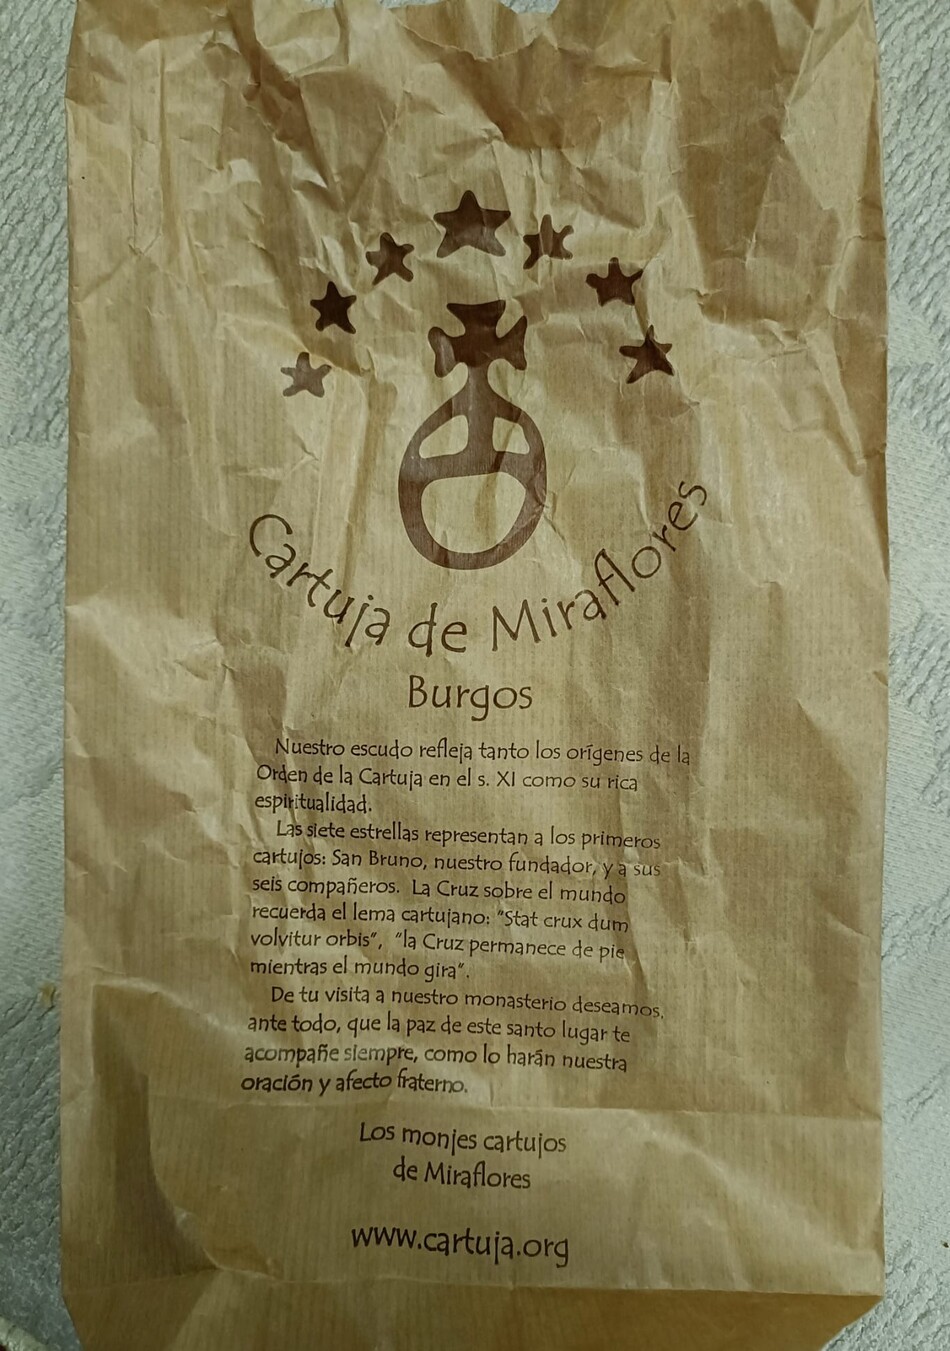 Cartuja de Miraflores
Burgos
Nuestro escudo refleja tanto los orígenes de la
Orden de la Cartuja en el s. XI como su rica
espiritualidad.
Las siete estrellas representan a los primeros
cartujos: San Bruno, nuestro fundador, y a sus
seis compañeros. La Cruz sobre el mundo
recuerda el lema cartujano: "Stat crux dum
volvitur orbis", "la Cruz permanece de pie
mientras el mundo gira".
De tu visita a nuestro monasterio deseamos,
ante todo, que la paz de este santo lugar te
acompañe siempre, como lo harán nuestra
oración y afecto fraterno.
Los monjes cartujos
de Miraflores
www.cartuja.org